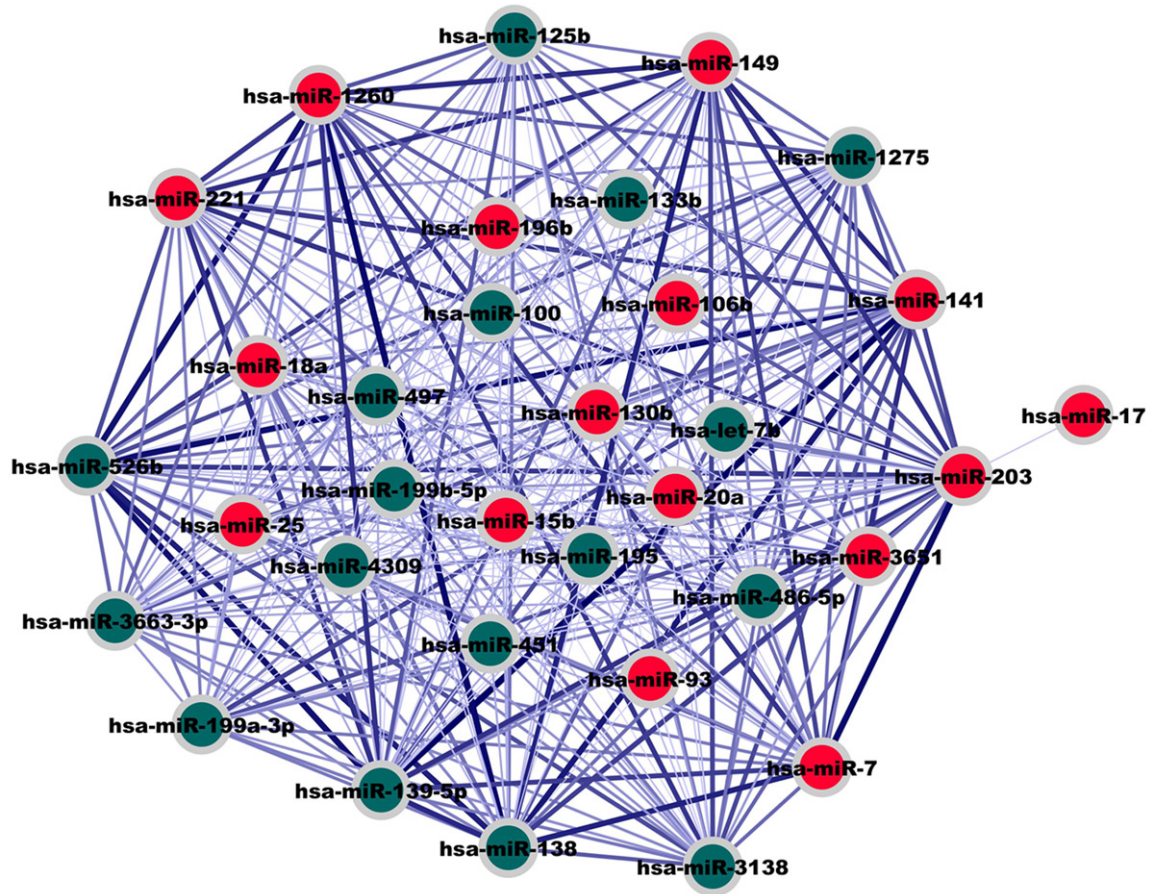 hsa-miR-125b
hsa-miR-149
hsa-miR-1260
hsa-miR-1275
hsa-miR-221
hsa-miR-133b
hsa-miR-196b
hsa-miR-141
hsa-miR-106b
hsa-miR-100
hsa-miR-18a
hsa-miR-497
hsa-miR-130b
hsa-miR-17
hsa-let-7b
hsa-miR-526b
hsa-miR-203
hsa-miR-199b-5p
hsa-miR-20a
hsa-miR-15b
hsa-miR-25
hsa-miR-195
hsa-miR-3651
hsa-miR-4309
hsa-miR-486-5p
hsa-miR-3663-3p
hsa-miR-451
hsa-miR-93
hsa-miR-199a-3p
hsa-miR-7
hsa-miR-139-5p
hsa-miR-138
hsa-miR-3138